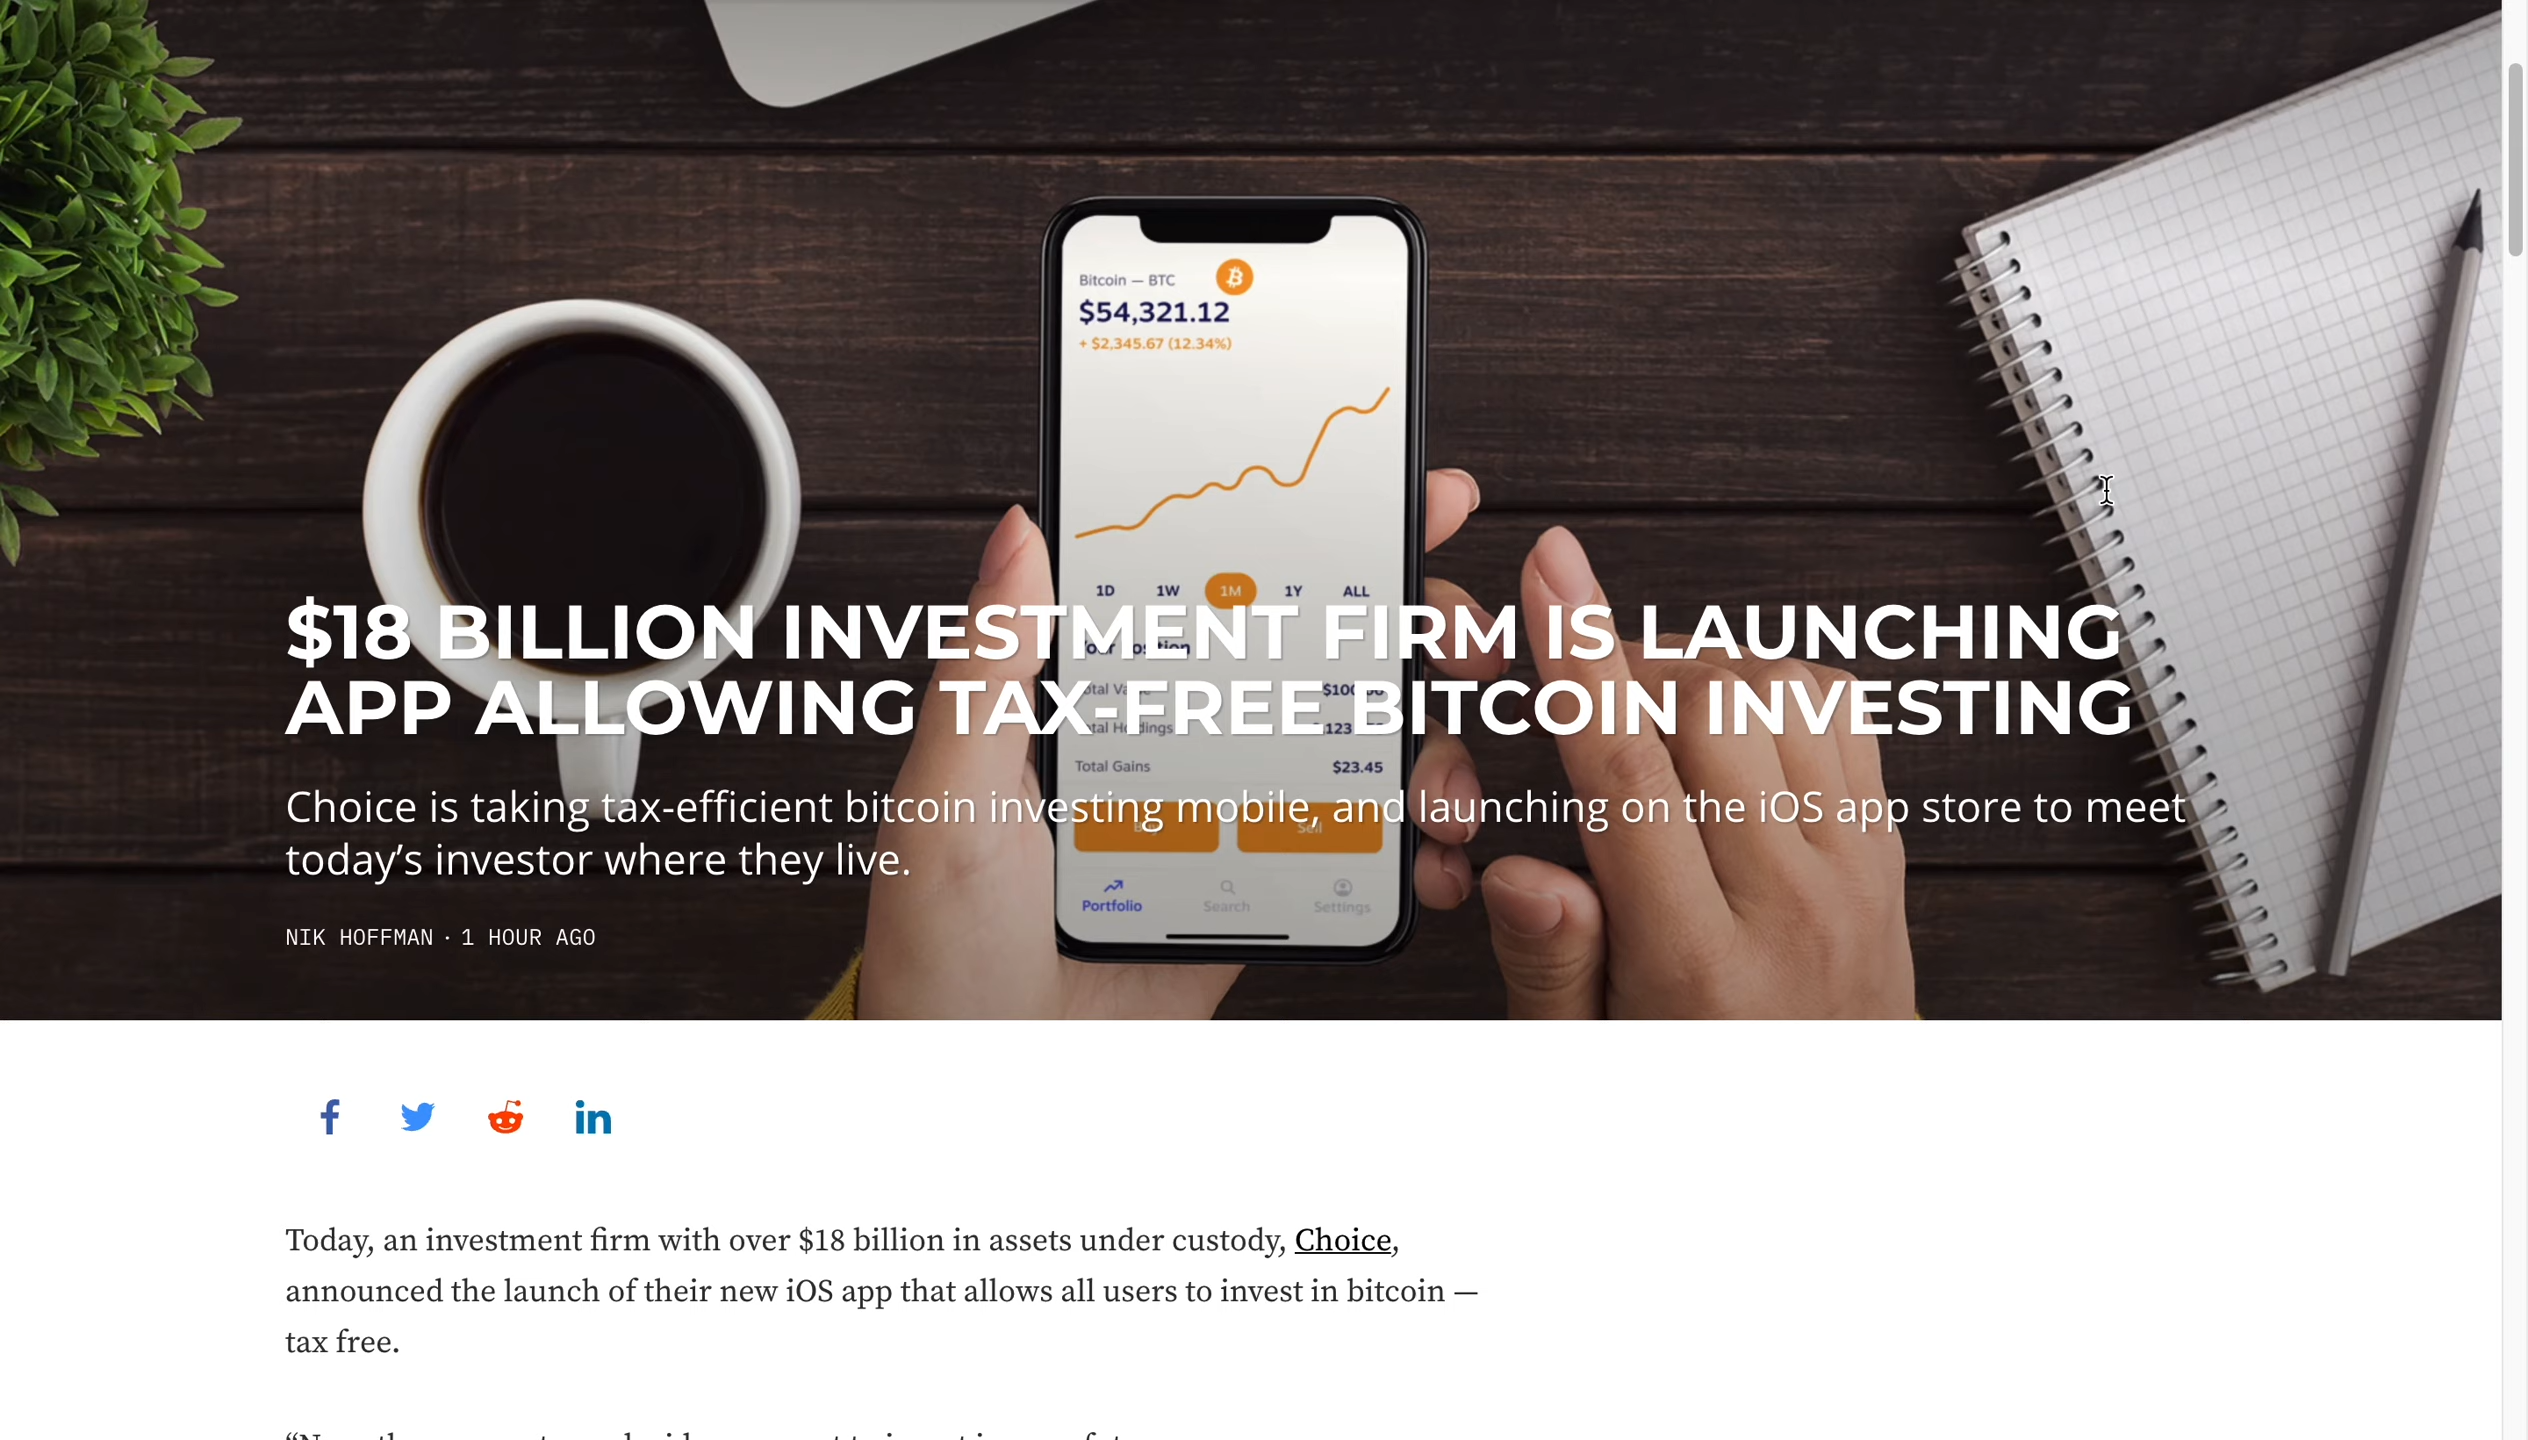 Bitcoin — BTC
$54,321.12
+ $2,345.67 (12.34%)
1D 1W 1M 1Y ALL
$18 BILLION INVESTMENT FIRM IS LAUNCHING
APP ALLOWING TAX-FREE BITCOIN INVESTING
Total Gains $23.45
Choice is taking tax-efficient bitcoin investing mobile, and launching on the iOS app store to meet
today’s investor where they live.
Portfolio Search Settings
NIK HOFFMAN · 1 HOUR AGO
Today, an investment firm with over $18 billion in assets under custody, Choice,
announced the launch of their new iOS app that allows all users to invest in bitcoin —
tax free.